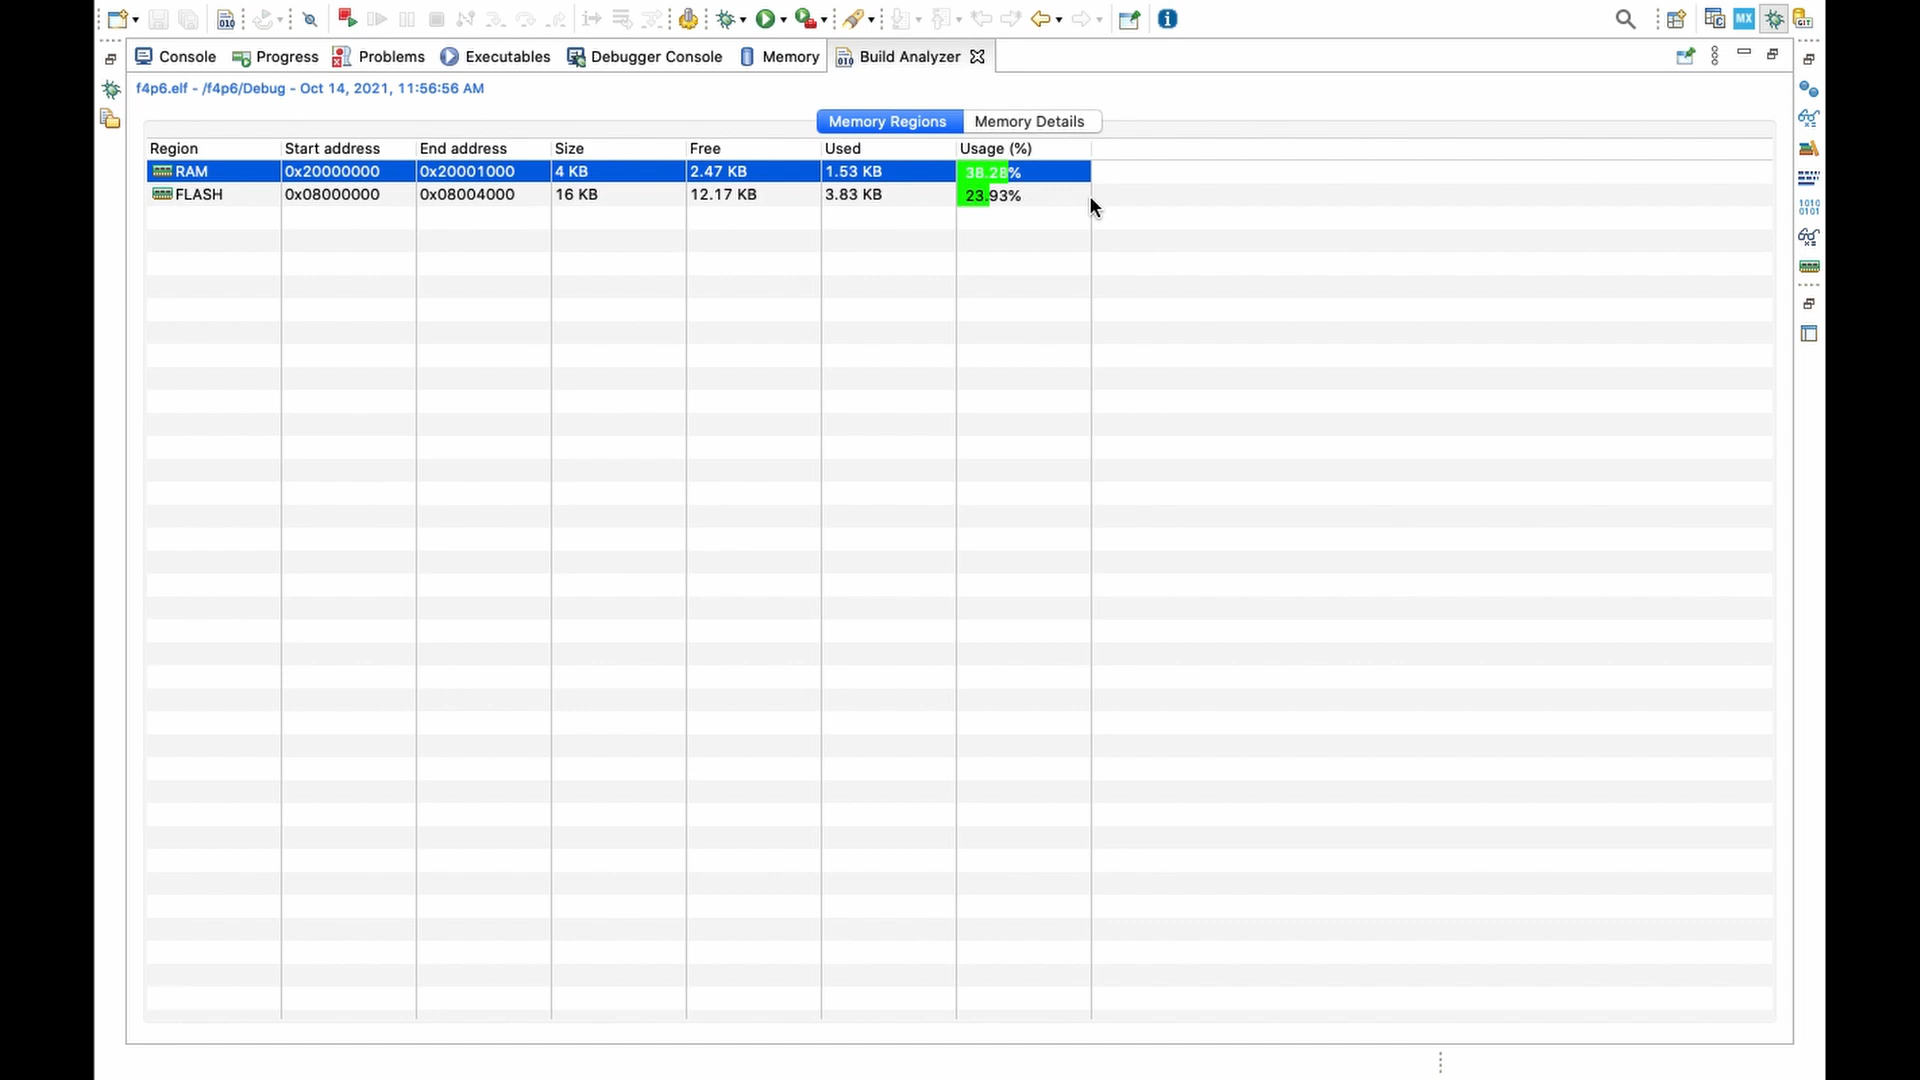 Console Progress Problems Executables Debugger Console Memory Build Analyzer
f4p6.elf - /f4p6/Debug - Oct 14, 2021, 11:56:56 AM
Memory Regions Memory Details
Region Start address End address Size Free Used Usage (%)
RAM 0x20000000 0x20001000 4 KB 2.47 KB 1.53 KB 38.28%
FLASH 0x08000000 0x08004000 16 KB 12.17 KB 3.83 KB 23.93%